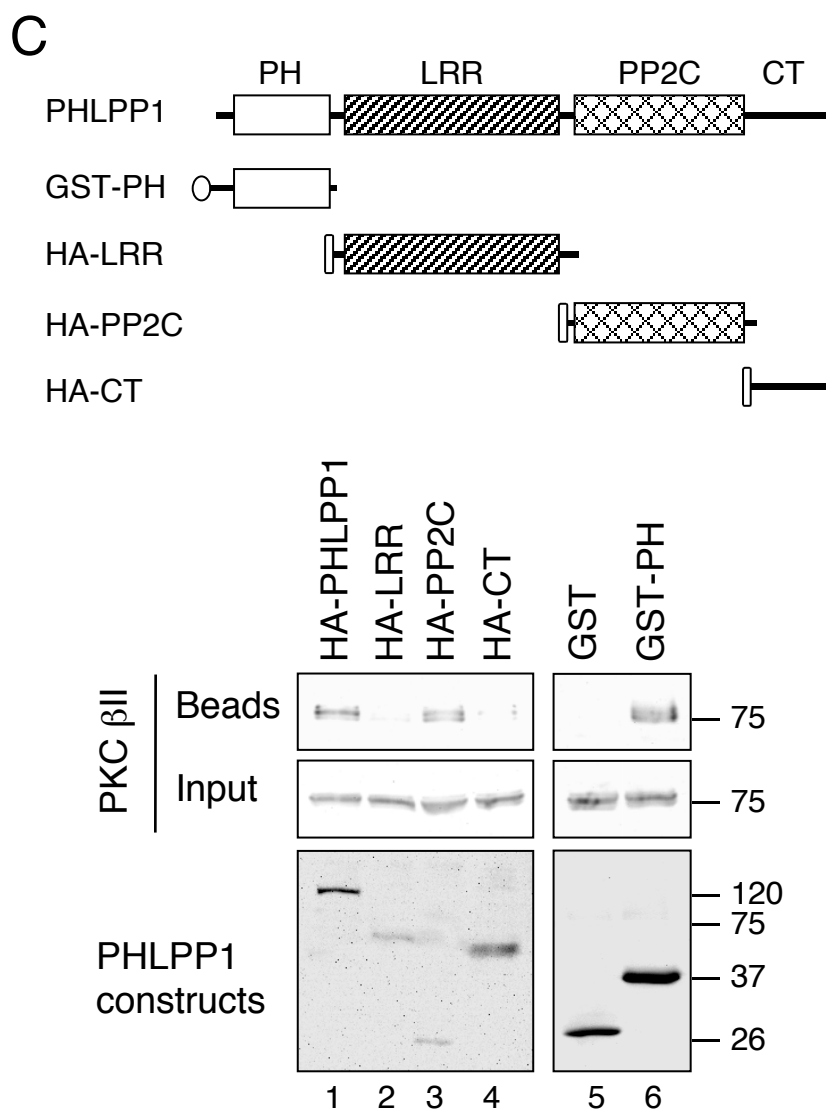 C
PH LRR PP2C CT
PHLPP1
GST-PH
HA-LRR
HA-PP2C
HA-CT
HA-PHLPP1
HA-LRR
HA-PP2C
HA-CT
GST
GST-PH
PKC βII
Beads
75
Input
75
PHLPP1
constructs
120
75
37
26
1 2 3 4 5 6